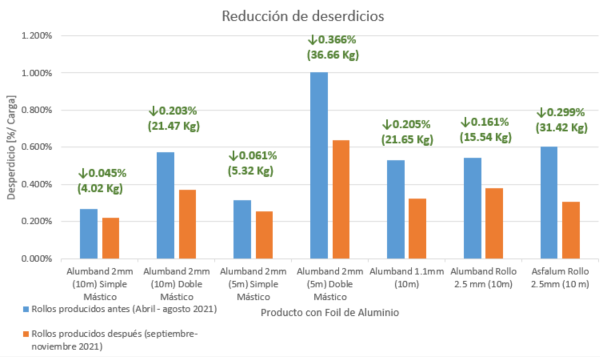 Reducción de deserdicios
Desperdicio [%/ Carga]
1.200%
1.000%
0.800%
0.600%
0.400%
0.200%
0.000%
↓0.045%
(4.02 Kg)
↓0.203%
(21.47 Kg)
↓0.061%
(5.32 Kg)
↓0.366%
(36.66 Kg)
↓0.205%
(21.65 Kg)
↓0.161%
(15.54 Kg)
↓0.299%
(31.42 Kg)
Alumband 2mm
(10m) Simple
Mástico
Alumband 2mm
(10m) Doble
Mástico
Alumband 2mm
(5m) Simple
Mástico
Alumband 2mm
(5m) Doble
Mástico
Alumband 1.1mm
(10m)
Alumband Rollo
2.5 mm (10m)
Asfalum Rollo
2.5mm (10 m)
Producto con Foil de Aluminio
Rollos producidos antes (Abril - agosto 2021)
Rollos producidos después (septiembre-
noviembre 2021)